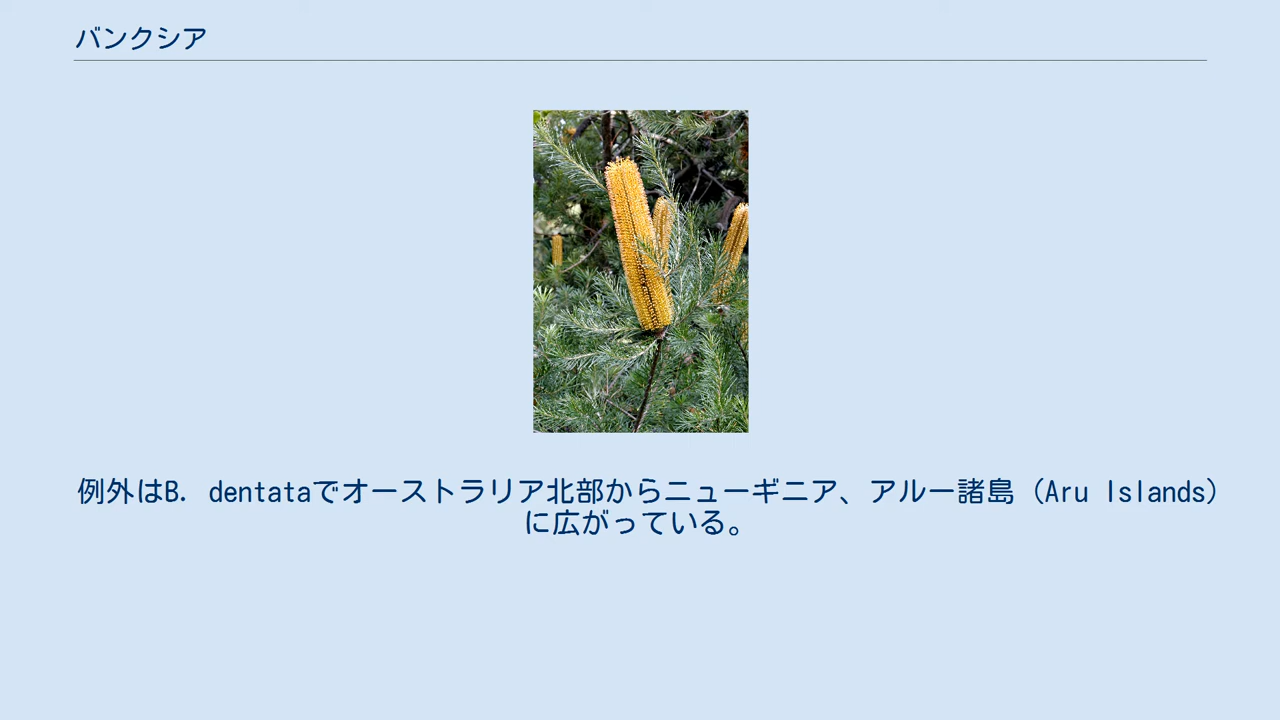 バンクシア
例外はB. dentataでオーストラリア北部からニューギニア、アルー諸島（Aru Islands）
に広がっている。